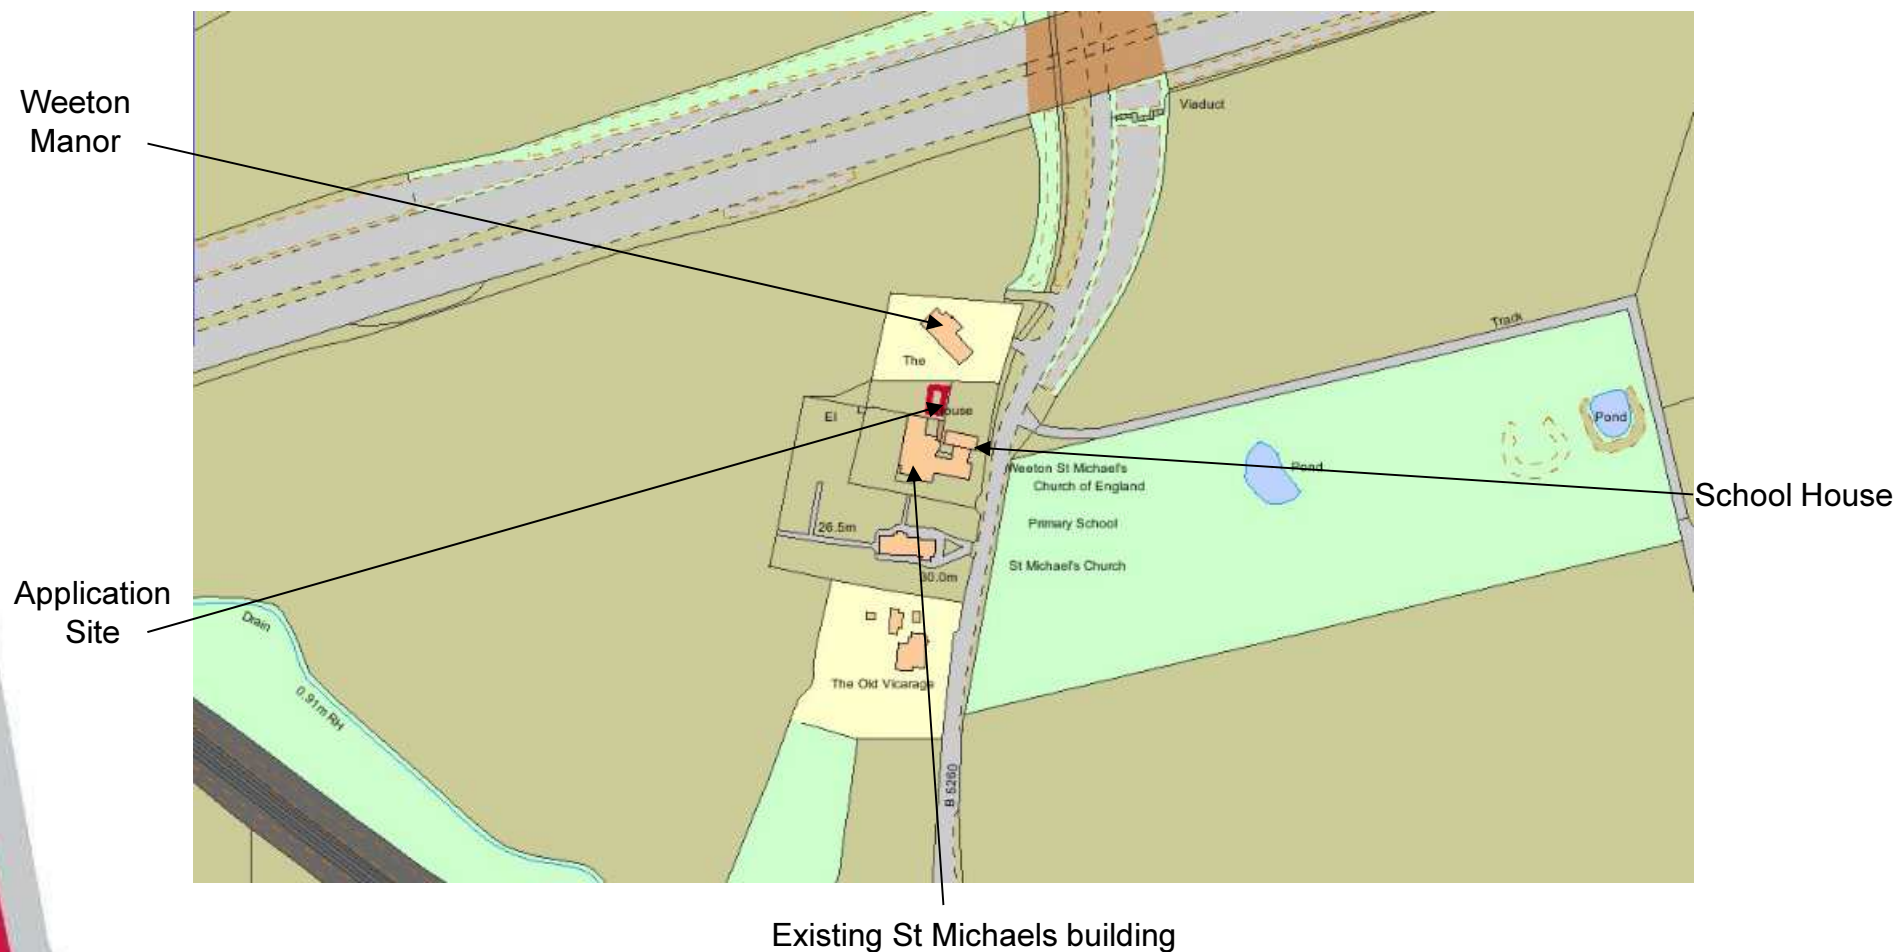 Weeton
Manor
Viaduct
Track
The
Pond
El
ouse
Pond
Weeton St Michael's
Church of England
School House
Primary School
26.5m
St Michael's Church
30.0m
Application
Site
Drain
The Old Vicarage
0.91m RH
B 5260
Existing St Michaels building